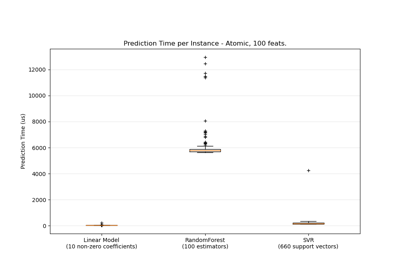 Prediction Time per Instance - Atomic, 100 feats.
Prediction Time (us)
12000
10000
8000
6000
4000
2000
0
Linear Model
(10 non-zero coefficients)
RandomForest
(100 estimators)
SVR
(660 support vectors)